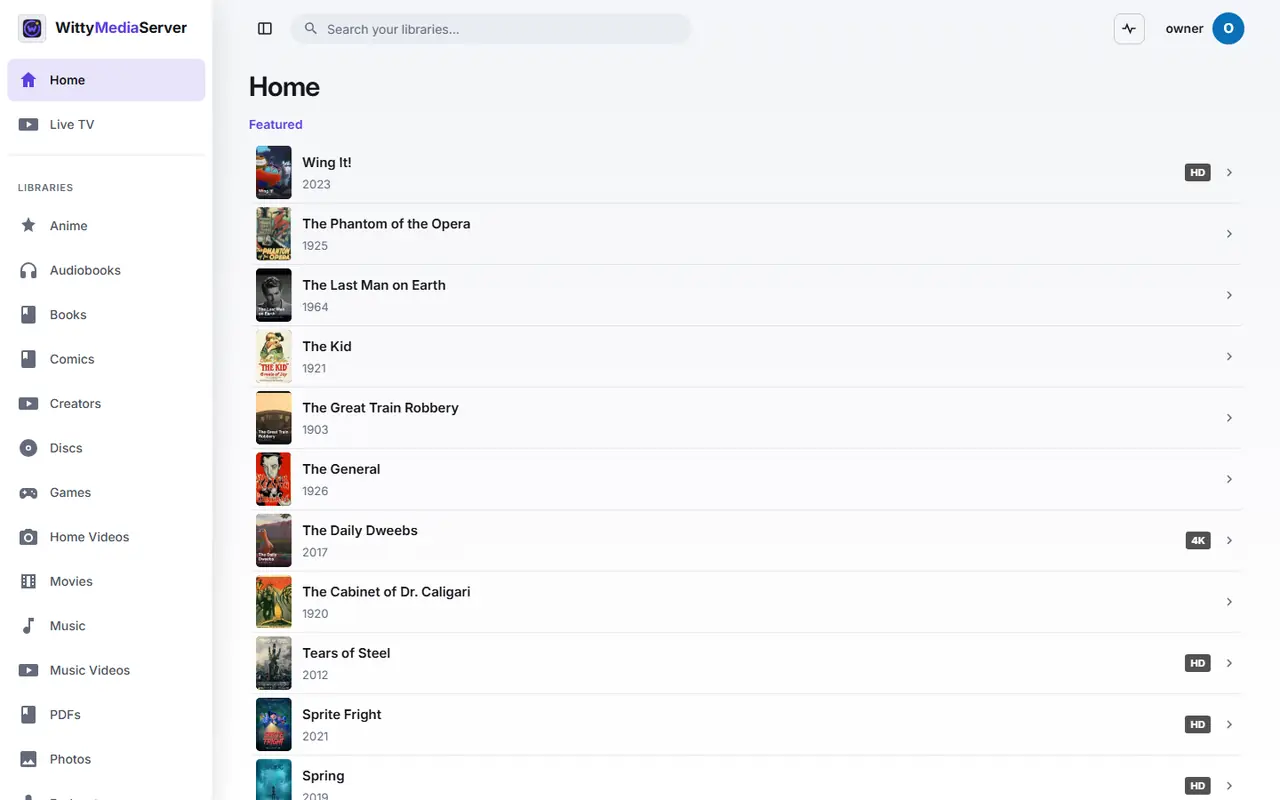 WittyMediaServer
Search your libraries...
owner
O
Home
Live TV
LIBRARIES
Anime
Audiobooks
Books
Comics
Creators
Discs
Games
Home Videos
Movies
Music
Music Videos
PDFs
Photos
Home
Featured
Wing It!
2023
HD
The Phantom of the Opera
1925
The Last Man on Earth
1964
The Kid
1921
The Great Train Robbery
1903
The General
1926
The Daily Dweebs
2017
4K
The Cabinet of Dr. Caligari
1920
Tears of Steel
2012
HD
Sprite Fright
2021
HD
Spring
2019
HD